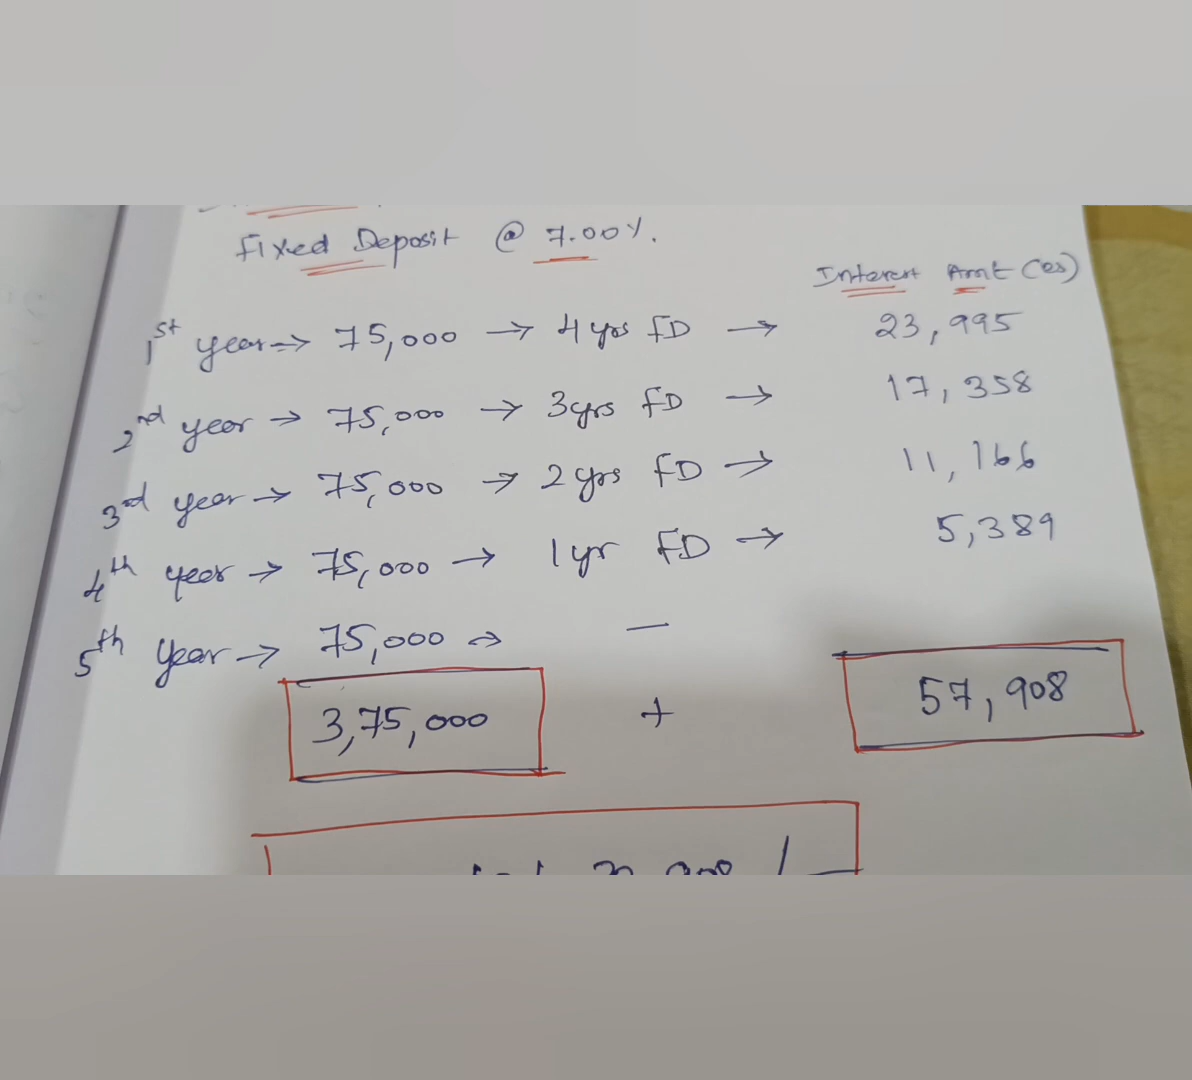 Fixed Deposit @ 7.00%.
Interest Amt (Rs)
1st year → 75,000 → 4 yrs FD → 23,995
2nd year → 75,000 → 3yrs FD → 17,358
3rd year → 75,000 → 2 yrs FD → 11,166
4th year → 75,000 → 1 yr FD → 5,389
5th year → 75,000 → —
3,75,000 + 57,908